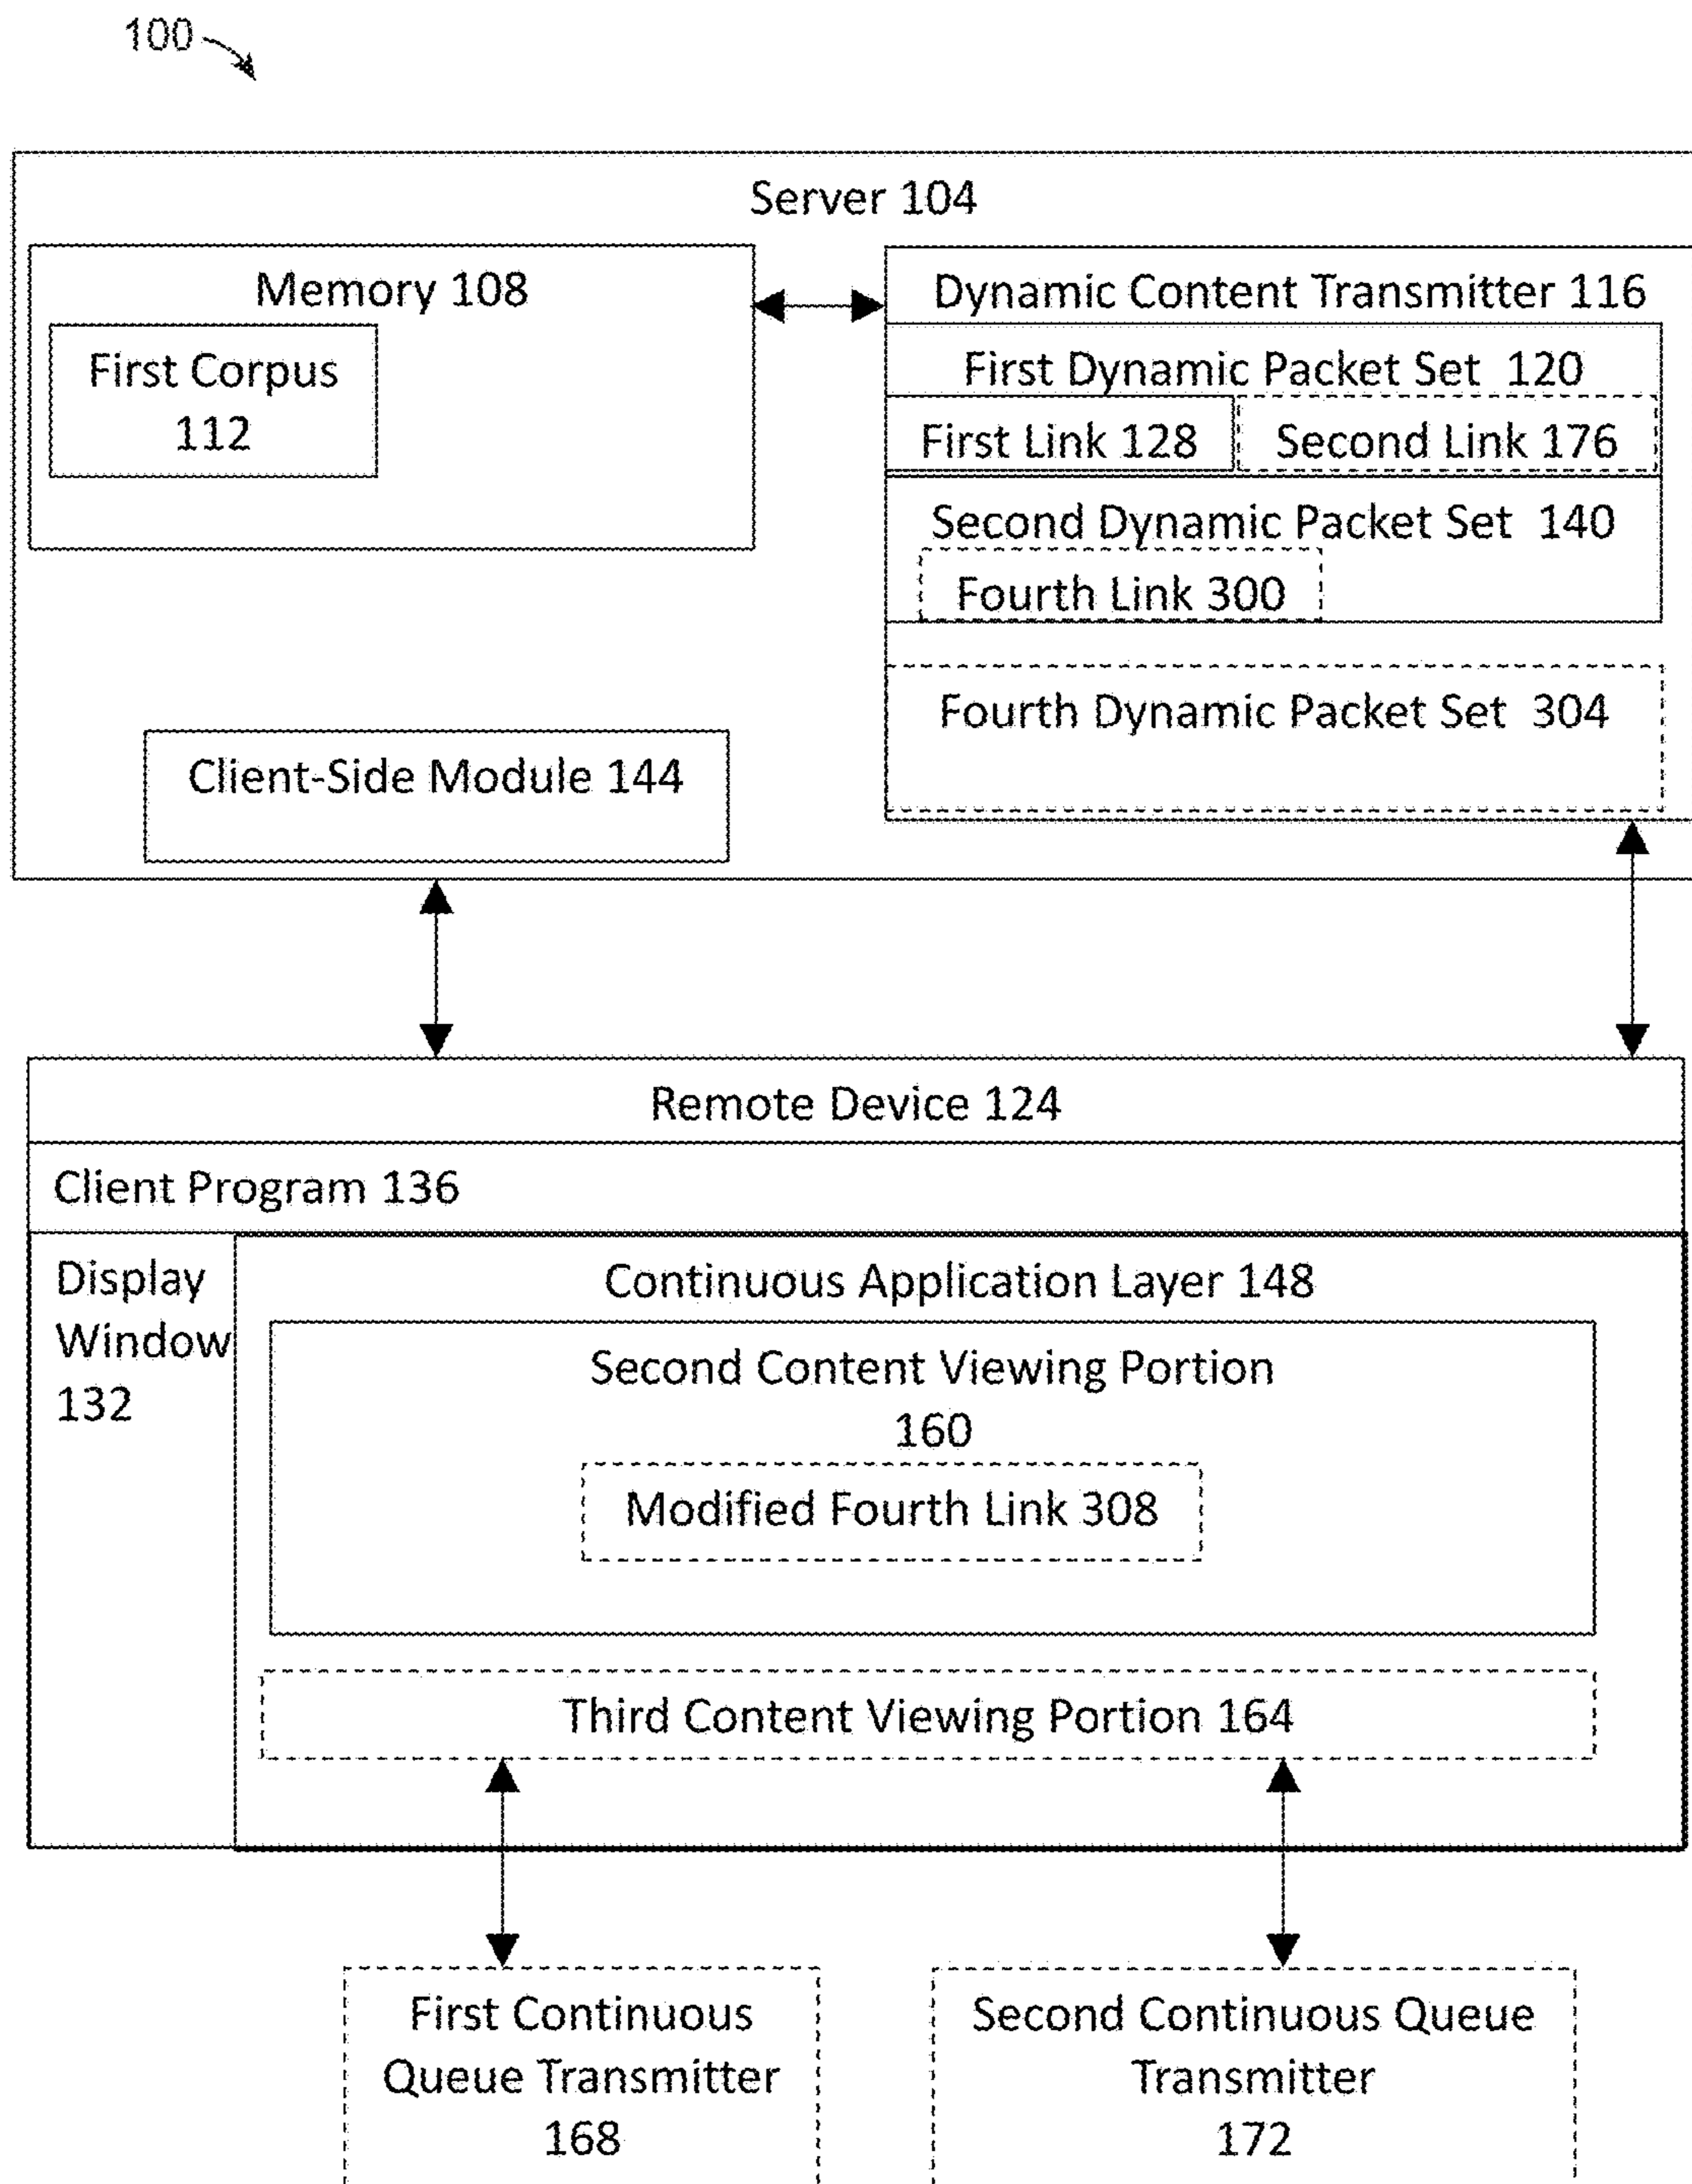 100
Server 104
Memory 108
First Corpus
112
Dynamic Content Transmitter 116
First Dynamic Packet Set 120
First Link 128
Second Link 176
Second Dynamic Packet Set 140
Fourth Link 300
Fourth Dynamic Packet Set 304
Client-Side Module 144
Remote Device 124
Client Program 136
Display
Window
132
Continuous Application Layer 148
Second Content Viewing Portion
160
Modified Fourth Link 308
Third Content Viewing Portion 164
First Continuous
Queue Transmitter
168
Second Continuous Queue
Transmitter
172